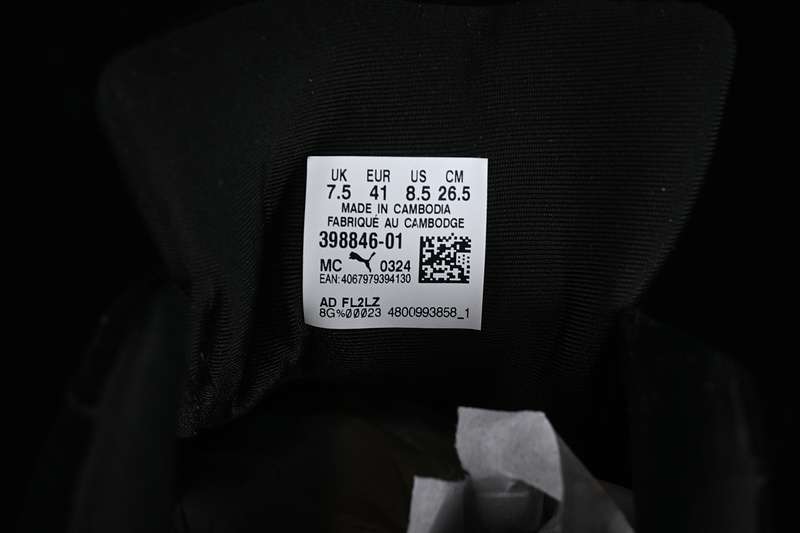 UK EUR US CM
7.5 41 8.5 26.5
MADE IN CAMBODIA
FABRIQUÉ AU CAMBODGE
398846-01
MC 0324
EAN: 4067979394130
AD FL2LZ
8G%00023 4800993858_1